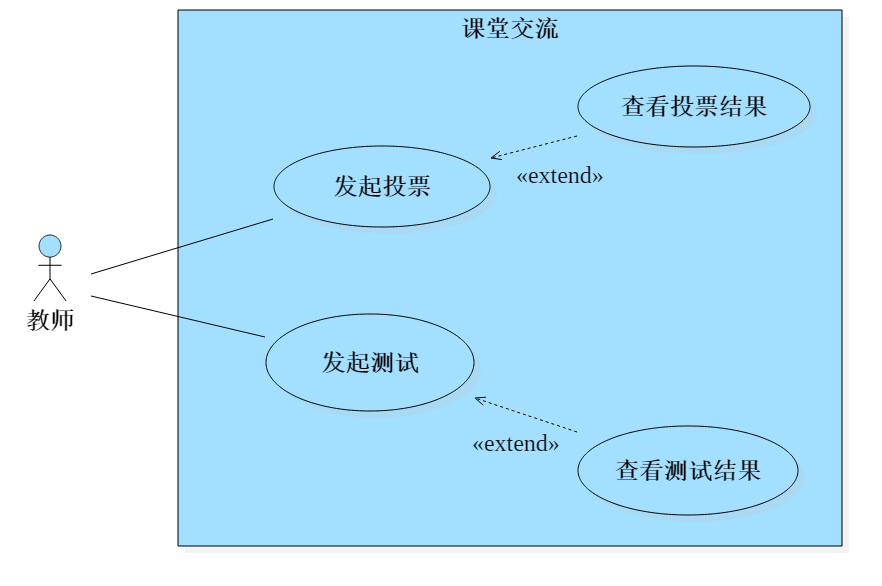 课堂交流
查看投票结果
发起投票
«extend»
教师
发起测试
«extend»
查看测试结果